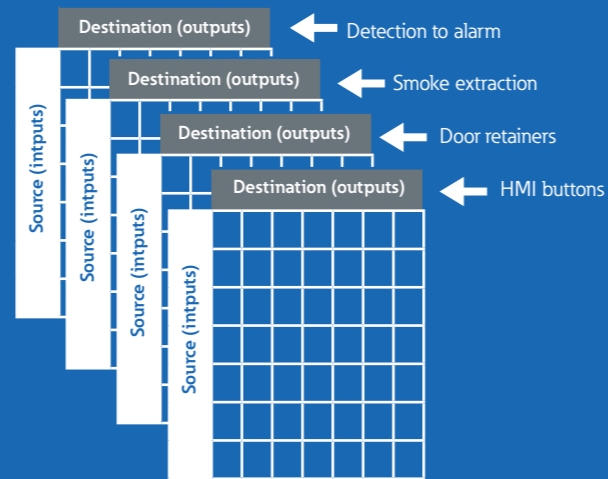 Destination (outputs)
Detection to alarm
Source (intputs)
Destination (outputs)
Smoke extraction
Source (intputs)
Destination (outputs)
Door retainers
Source (intputs)
Destination (outputs)
HMI buttons
Source (intputs)